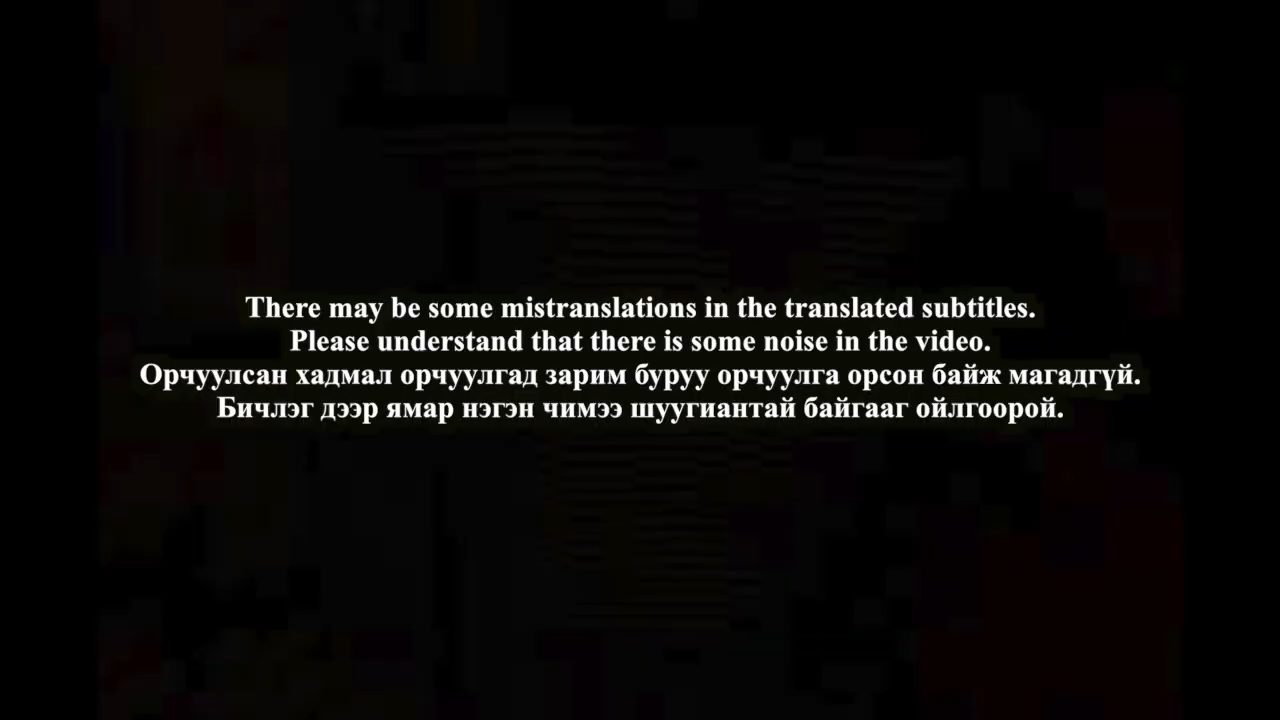 There may be some mistranslations in the translated subtitles.
Please understand that there is some noise in the video.
Орчуулсан хадмал орчуулгад зарим буруу орчуулга орсон байж магадгүй.
Бичлэг дээр ямар нэгэн чимээ шуугиантай байгааг ойлгоорой.